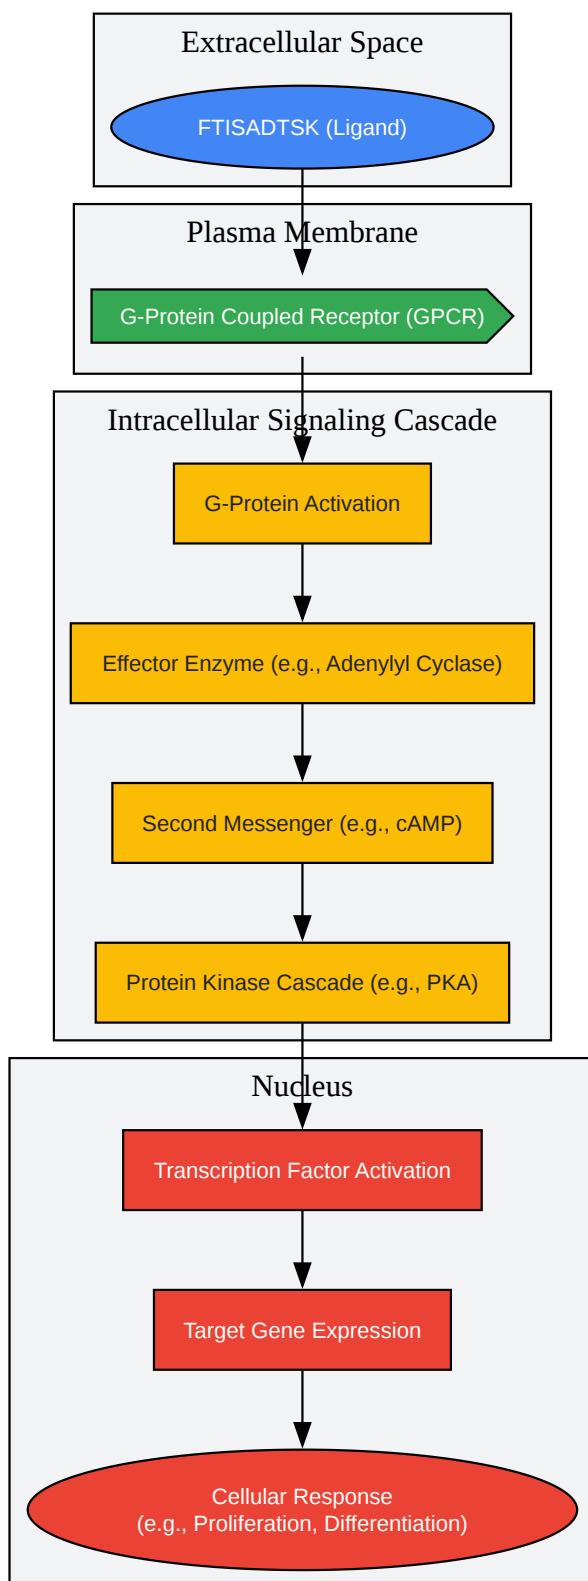 Extracellular Space
FTISADTSK (Ligand)
Plasma Membrane
G-Protein Coupled Receptor (GPCR)
Intracellular Signaling Cascade
G-Protein Activation
Effector Enzyme (e.g., Adenylyl Cyclase)
Second Messenger (e.g., cAMP)
Protein Kinase Cascade (e.g., PKA)
Nucleus
Transcription Factor Activation
Target Gene Expression
Cellular Response
(e.g., Proliferation, Differentiation)